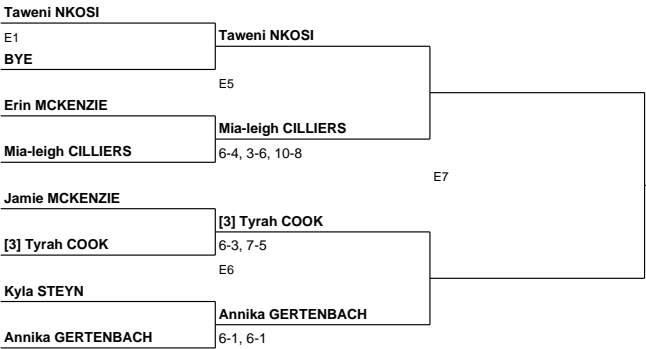 Taweni NKOSI
E1
BYE
Taweni NKOSI
E5
Erin MCKENZIE
Mia-leigh CILLIERS
Mia-leigh CILLIERS
6-4, 3-6, 10-8
E7
Jamie MCKENZIE
[3] Tyrah COOK
[3] Tyrah COOK
6-3, 7-5
E6
Kyla STEYN
Annika GERTENBACH
Annika GERTENBACH
6-1, 6-1